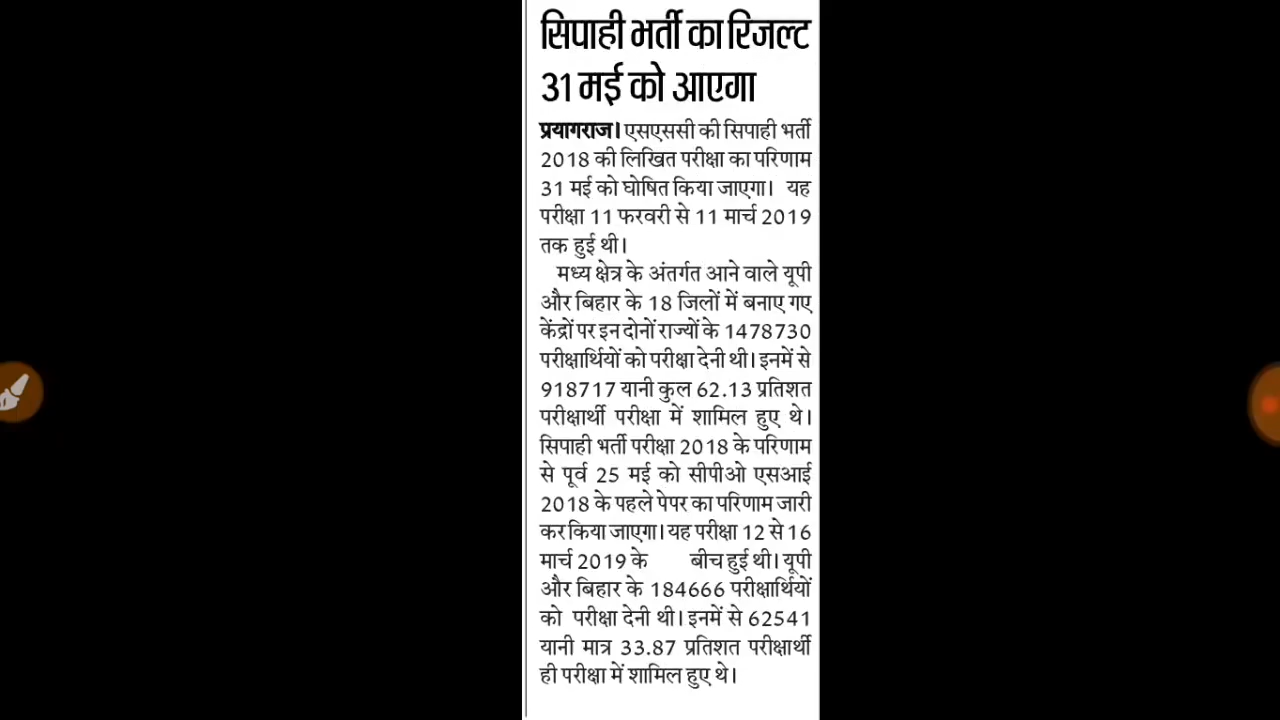 सिपाही भर्ती का रिजल्ट
31 मई को आएगा
प्रयागराज। एसएससी की सिपाही भर्ती
2018 की लिखित परीक्षा का परिणाम
31 मई को घोषित किया जाएगा। यह
परीक्षा 11 फरवरी से 11 मार्च 2019
तक हुई थी।
मध्य क्षेत्र के अंतर्गत आने वाले यूपी
और बिहार के 18 जिलों में बनाए गए
केंद्रों पर इन दोनों राज्यों के 1478730
परीक्षार्थियों को परीक्षा देनी थी। इनमें से
918717 यानी कुल 62.13 प्रतिशत
परीक्षार्थी परीक्षा में शामिल हुए थे।
सिपाही भर्ती परीक्षा 2018 के परिणाम
से पूर्व 25 मई को सीपीओ एसआई
2018 के पहले पेपर का परिणाम जारी
कर किया जाएगा। यह परीक्षा 12 से 16
मार्च 2019 के बीच हुई थी। यूपी
और बिहार के 184666 परीक्षार्थियों
को परीक्षा देनी थी। इनमें से 62541
यानी मात्र 33.87 प्रतिशत परीक्षार्थी
ही परीक्षा में शामिल हुए थे।